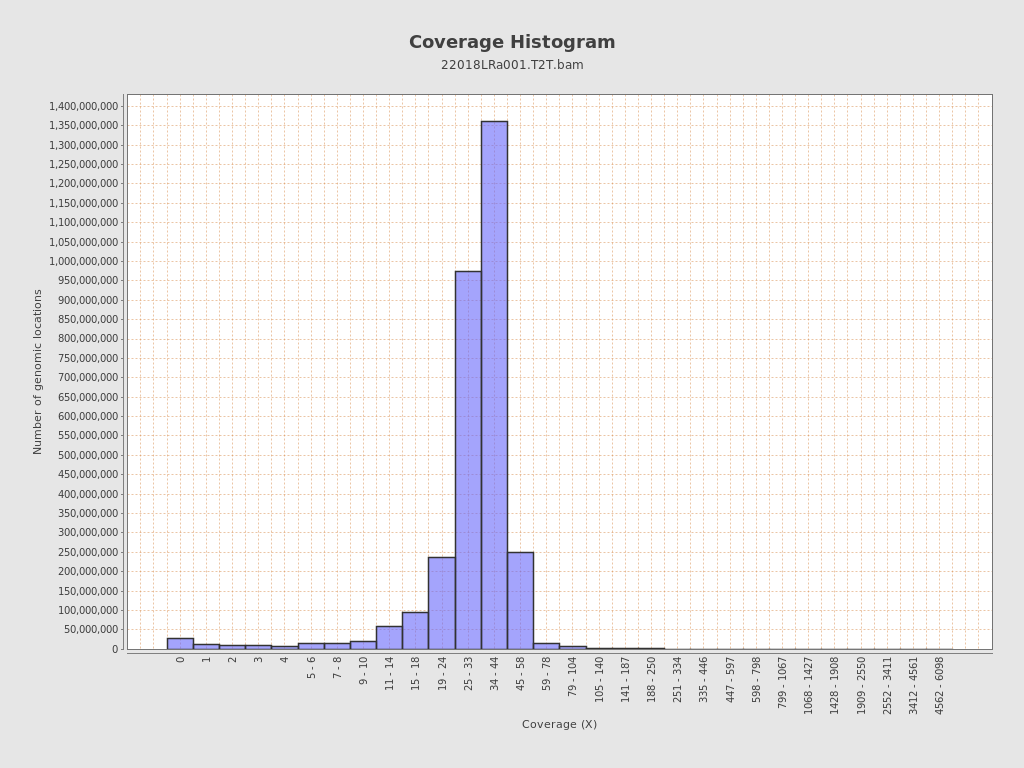 Coverage Histogram
22018LRa001.T2T.bam
Number of genomic locations
1,400,000,000
1,350,000,000
1,300,000,000
1,250,000,000
1,200,000,000
1,150,000,000
1,100,000,000
1,050,000,000
1,000,000,000
950,000,000
900,000,000
850,000,000
800,000,000
750,000,000
700,000,000
650,000,000
600,000,000
550,000,000
500,000,000
450,000,000
400,000,000
350,000,000
300,000,000
250,000,000
200,000,000
150,000,000
100,000,000
50,000,000
0
0
1
2
3
4
5 - 6
7 - 8
9 - 10
11 - 14
15 - 18
19 - 24
25 - 33
34 - 44
45 - 58
59 - 78
79 - 104
105 - 140
141 - 187
188 - 250
251 - 334
335 - 446
447 - 597
598 - 798
799 - 1067
1068 - 1427
1428 - 1908
1909 - 2550
2552 - 3411
3412 - 4561
4562 - 6098
Coverage (X)